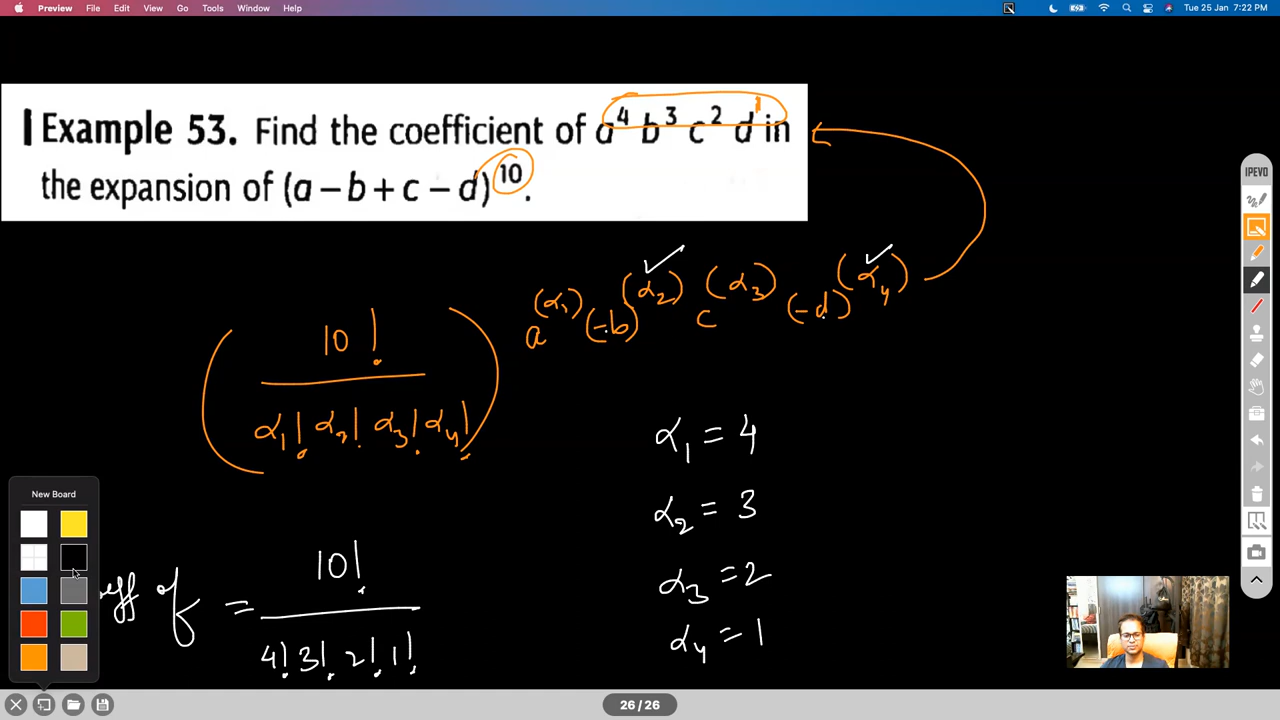 Preview File Edit View Go Tools Window Help Tue 25 Jan 7:22 PM
Example 53. Find the coefficient of a⁴ b³ c² d¹ in
the expansion of (a − b + c − d)¹⁰.
IPEVO
10! / α₁! α₂! α₃! α₄! a^(α₁) (−b)^(α₂) c^(α₃) (−d)^(α₄)
α₁ = 4
α₂ = 3
α₃ = 2
α₄ = 1
New Board
eff of = 10! / 4! 3! 2! 1!
26 / 26